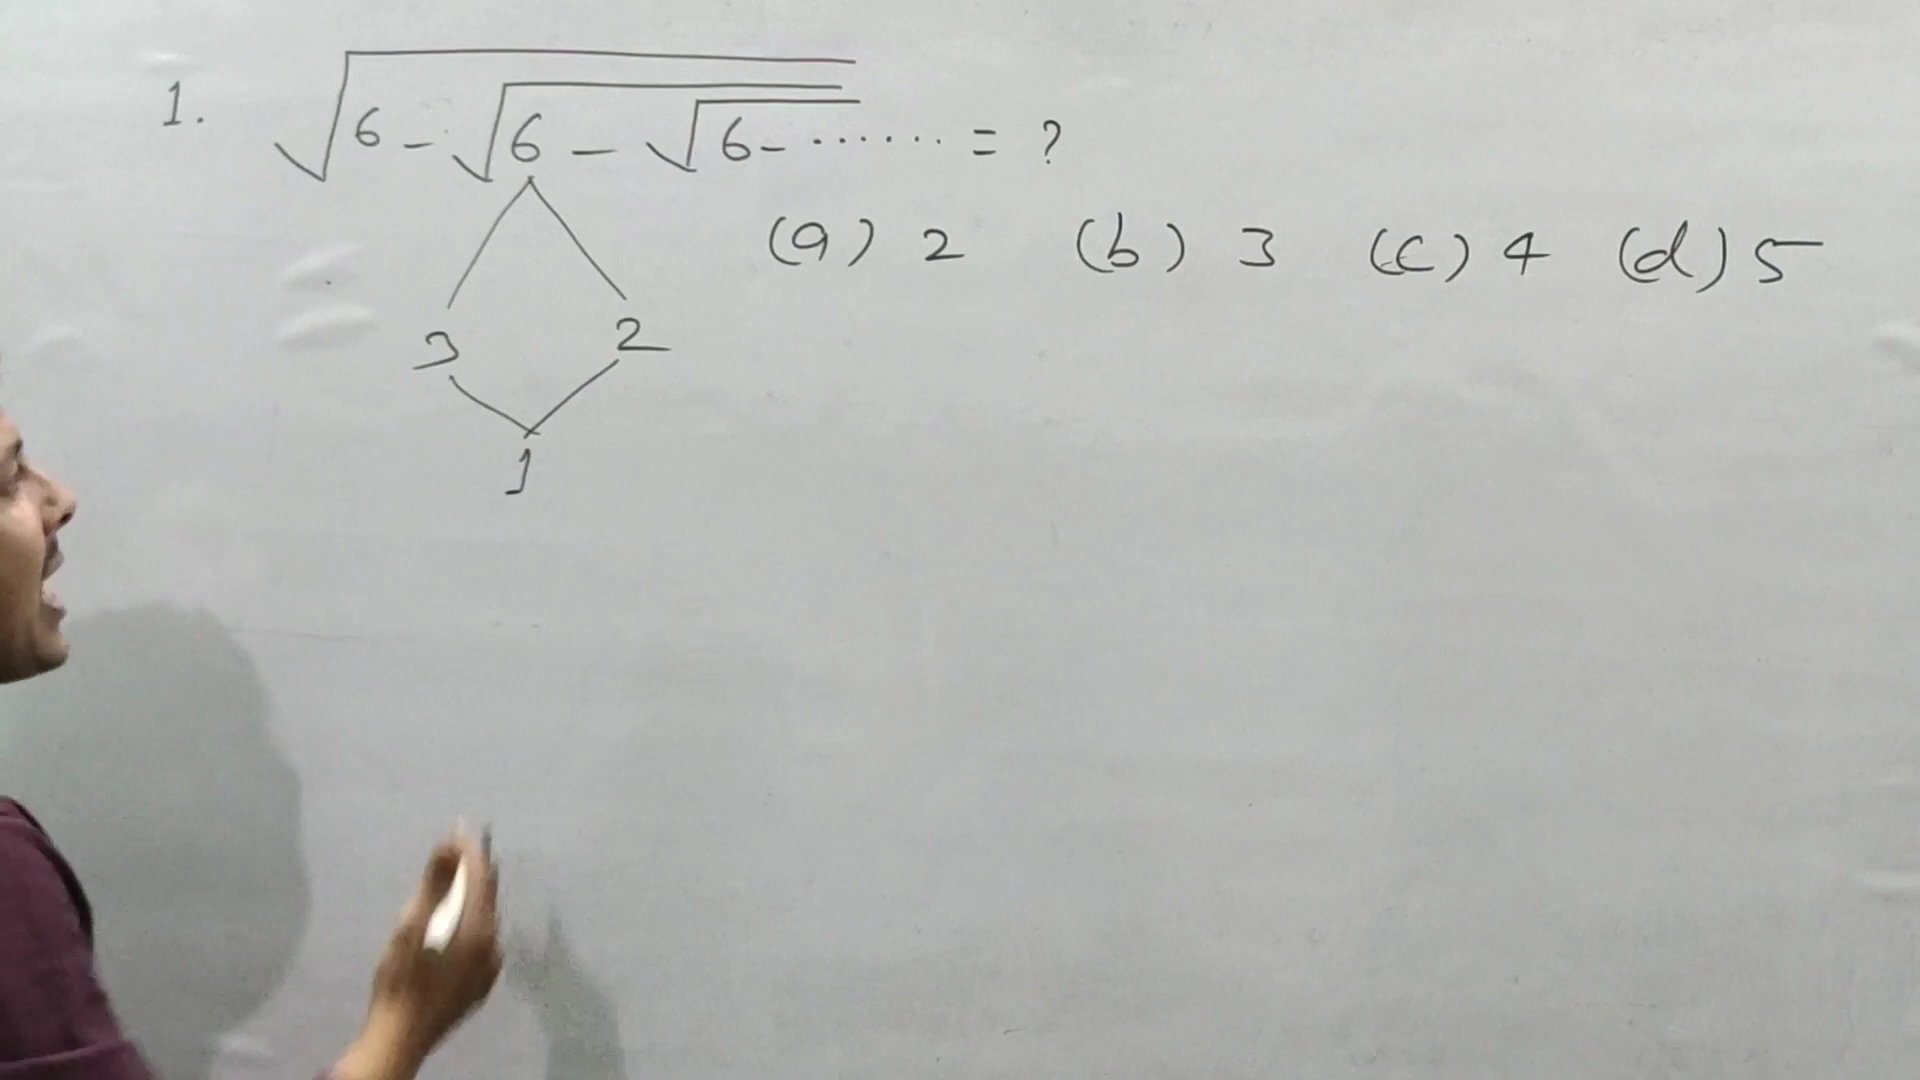 1. √6 - √6 - √6 - ....... = ?
(a) 2 (b) 3 (c) 4 (d) 5
3 2
1